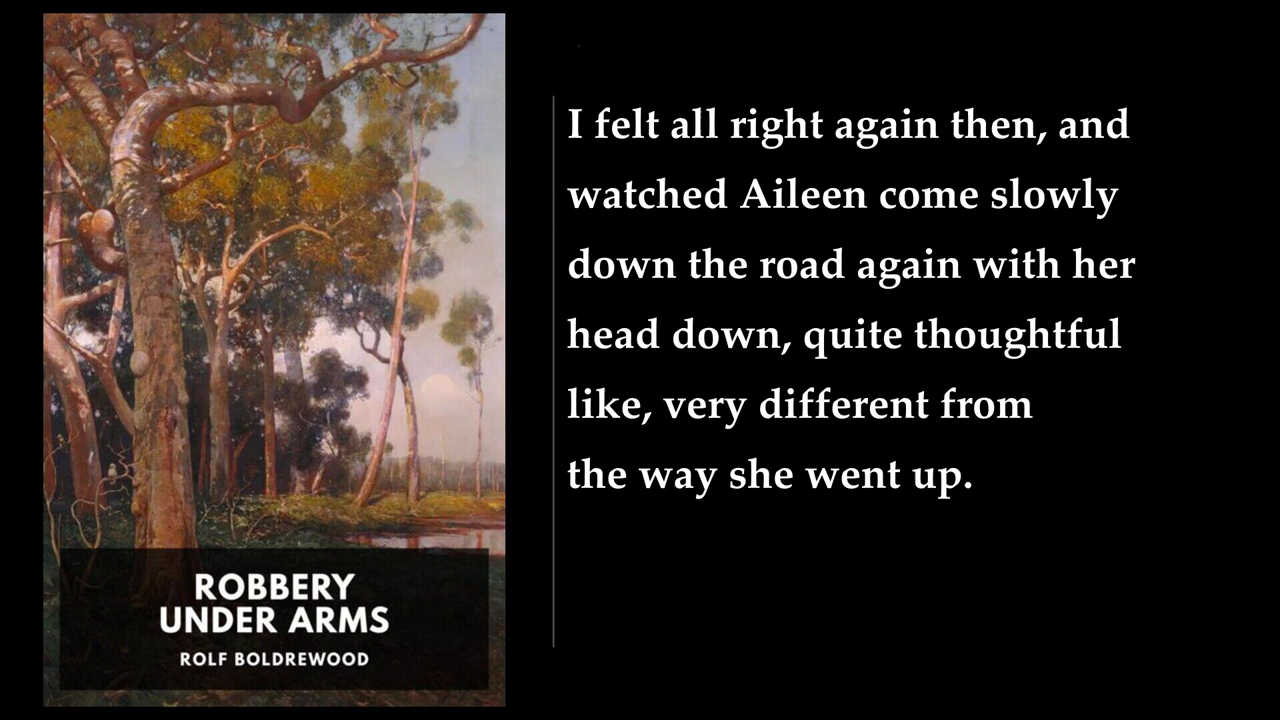 I felt all right again then, and
watched Aileen come slowly
down the road again with her
head down, quite thoughtful
like, very different from
the way she went up.
ROBBERY
UNDER ARMS
ROLF BOLDREWOOD